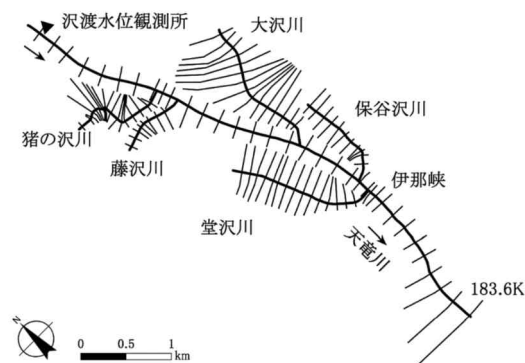 沢渡水位観測所
大沢川
保谷沢川
猪の沢川
藤沢川
伊那峡
堂沢川
天竜川
183.6K
N
0 0.5 1
km